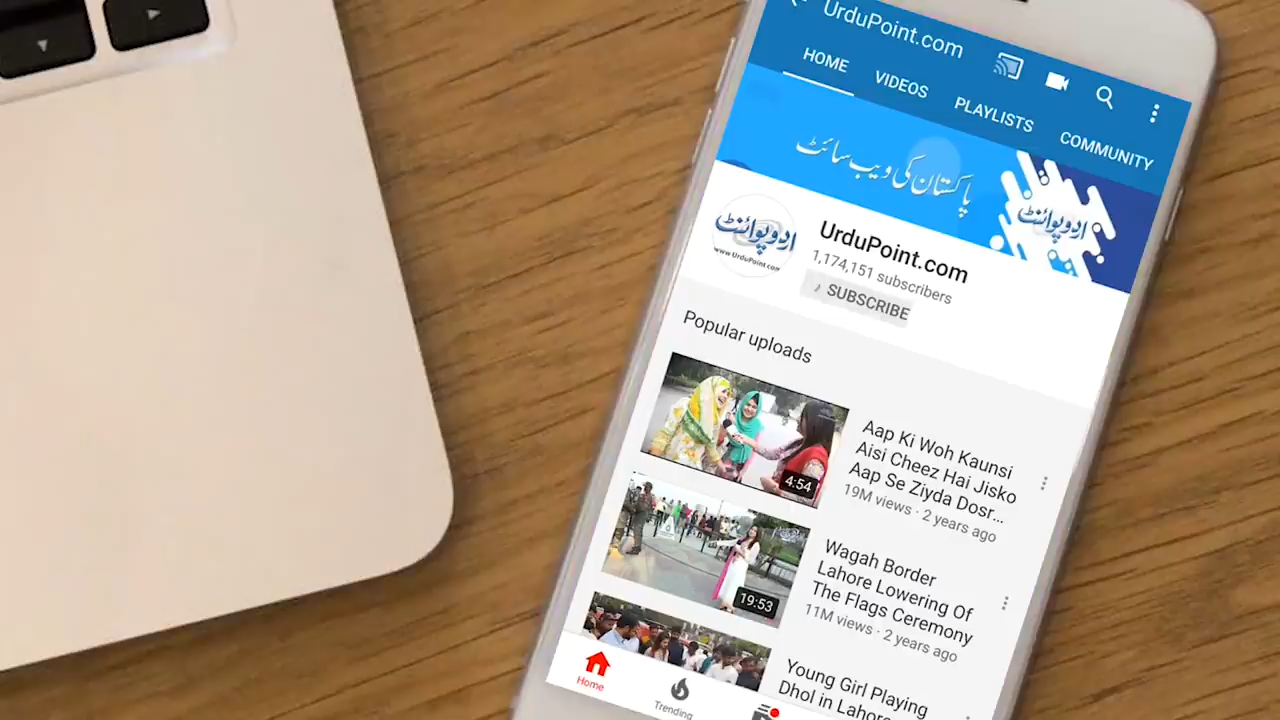 UrduPoint.com
HOME
VIDEOS
PLAYLISTS
COMMUNITY
پاکستان کی ویب سائٹ
اردو پوائنٹ
اردو پوائنٹ
www.UrduPoint.com
UrduPoint.com
1,174,151 subscribers
SUBSCRIBE
Popular uploads
4:54
Aap Ki Woh Kaunsi
Aisi Cheez Hai Jisko
Aap Se Ziyda Dosr...
19M views · 2 years ago
19:53
Wagah Border
Lahore Lowering Of
The Flags Ceremony
11M views · 2 years ago
Young Girl Playing
Dhol in Lahore
Home
Trending